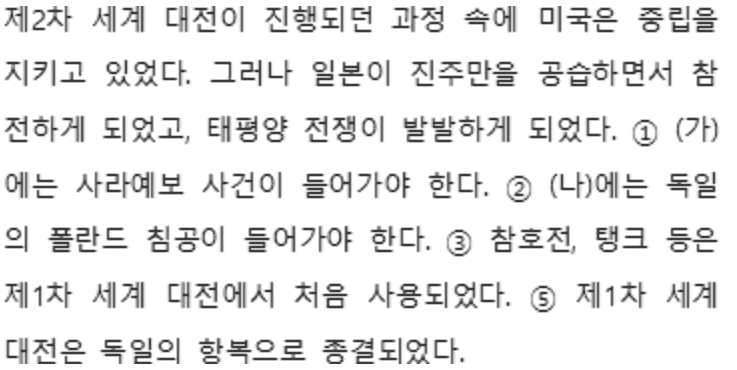 제2차 세계 대전이 진행되던 과정 속에 미국은 중립을
지키고 있었다. 그러나 일본이 진주만을 공습하면서 참
전하게 되었고, 태평양 전쟁이 발발하게 되었다. ① (가)
에는 사라예보 사건이 들어가야 한다. ② (나)에는 독일
의 폴란드 침공이 들어가야 한다. ③ 참호전, 탱크 등은
제1차 세계 대전에서 처음 사용되었다. ⑤ 제1차 세계
대전은 독일의 항복으로 종결되었다.